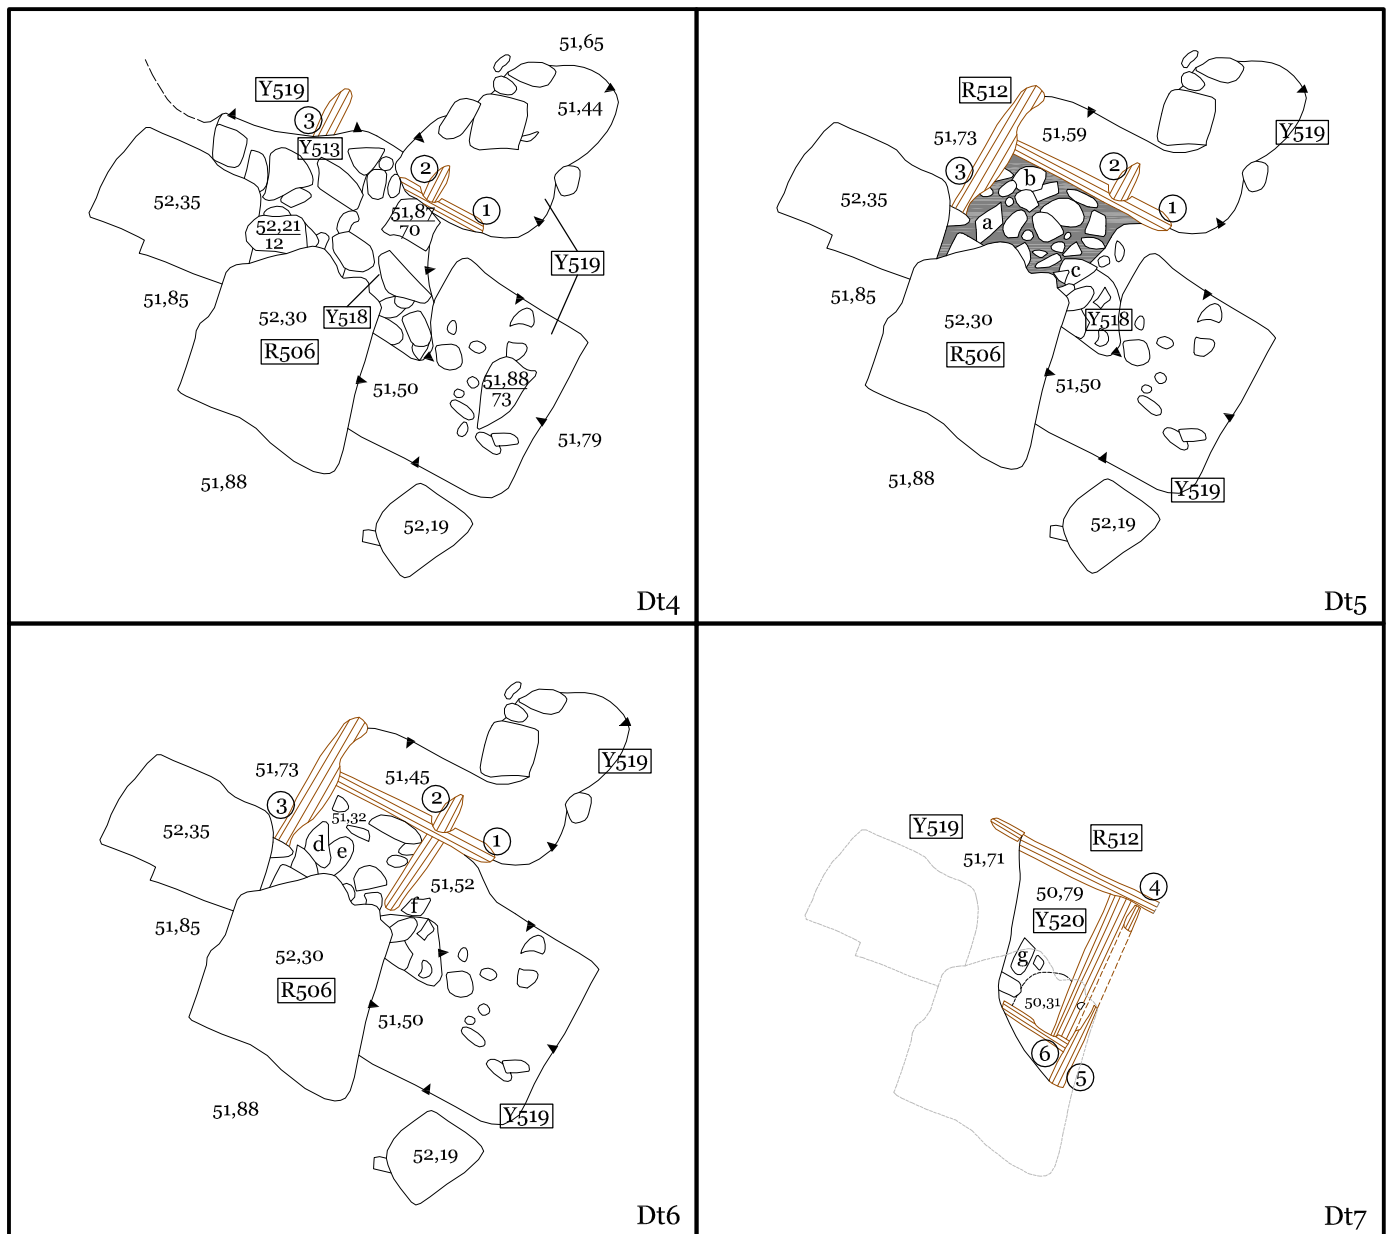 51,65
Y519
51,44
3
Y513
2
52,35
51,87
70
1
52,21
12
Y519
51,85
52,30
Y518
R506
51,50
51,88
73
51,79
51,88
52,19
Dt4
R512
51,73
51,59
Y519
3
b
2
52,35
1
a
c
51,85
52,30
Y518
R506
51,50
51,88
Y519
52,19
Dt5
51,73
51,45
Y519
3
2
51,32
52,35
d
e
1
51,52
f
51,85
52,30
R506
51,50
51,88
Y519
52,19
Dt6
Y519
R512
51,71
50,79
4
Y520
g
50,31
6
5
Dt7